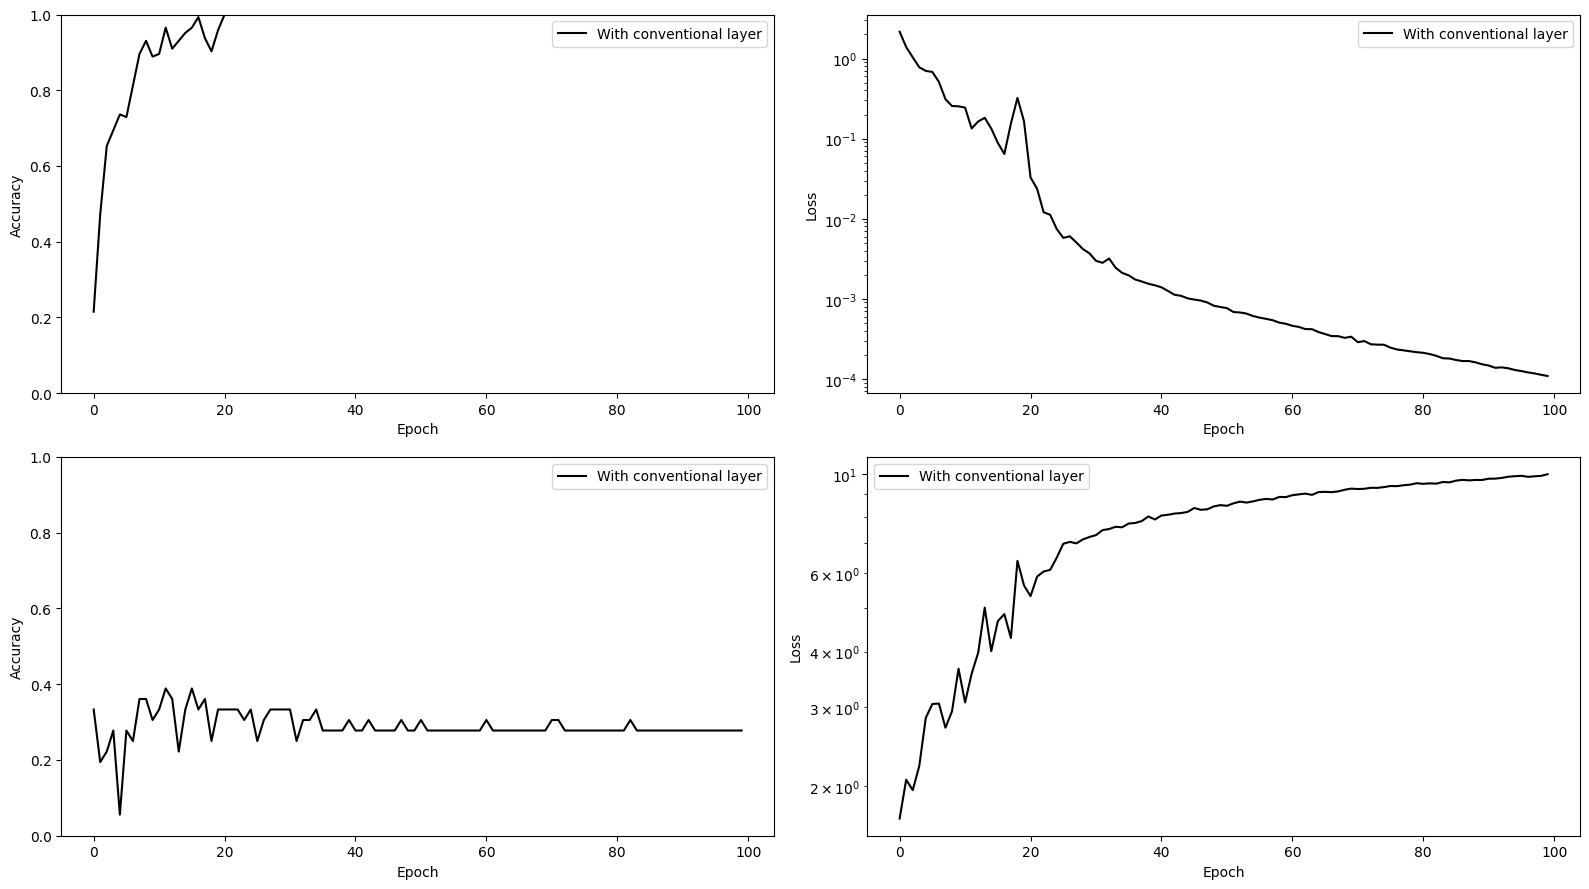 1.0
0.8
0.6
0.4
0.2
0.0
Accuracy
With conventional layer
0 20 40 60 80 100
Epoch
10⁰
10⁻¹
10⁻²
10⁻³
10⁻⁴
Loss
With conventional layer
0 20 40 60 80 100
Epoch
1.0
0.8
0.6
0.4
0.2
0.0
Accuracy
With conventional layer
0 20 40 60 80 100
Epoch
10¹
6 × 10⁰
4 × 10⁰
3 × 10⁰
2 × 10⁰
Loss
With conventional layer
0 20 40 60 80 100
Epoch